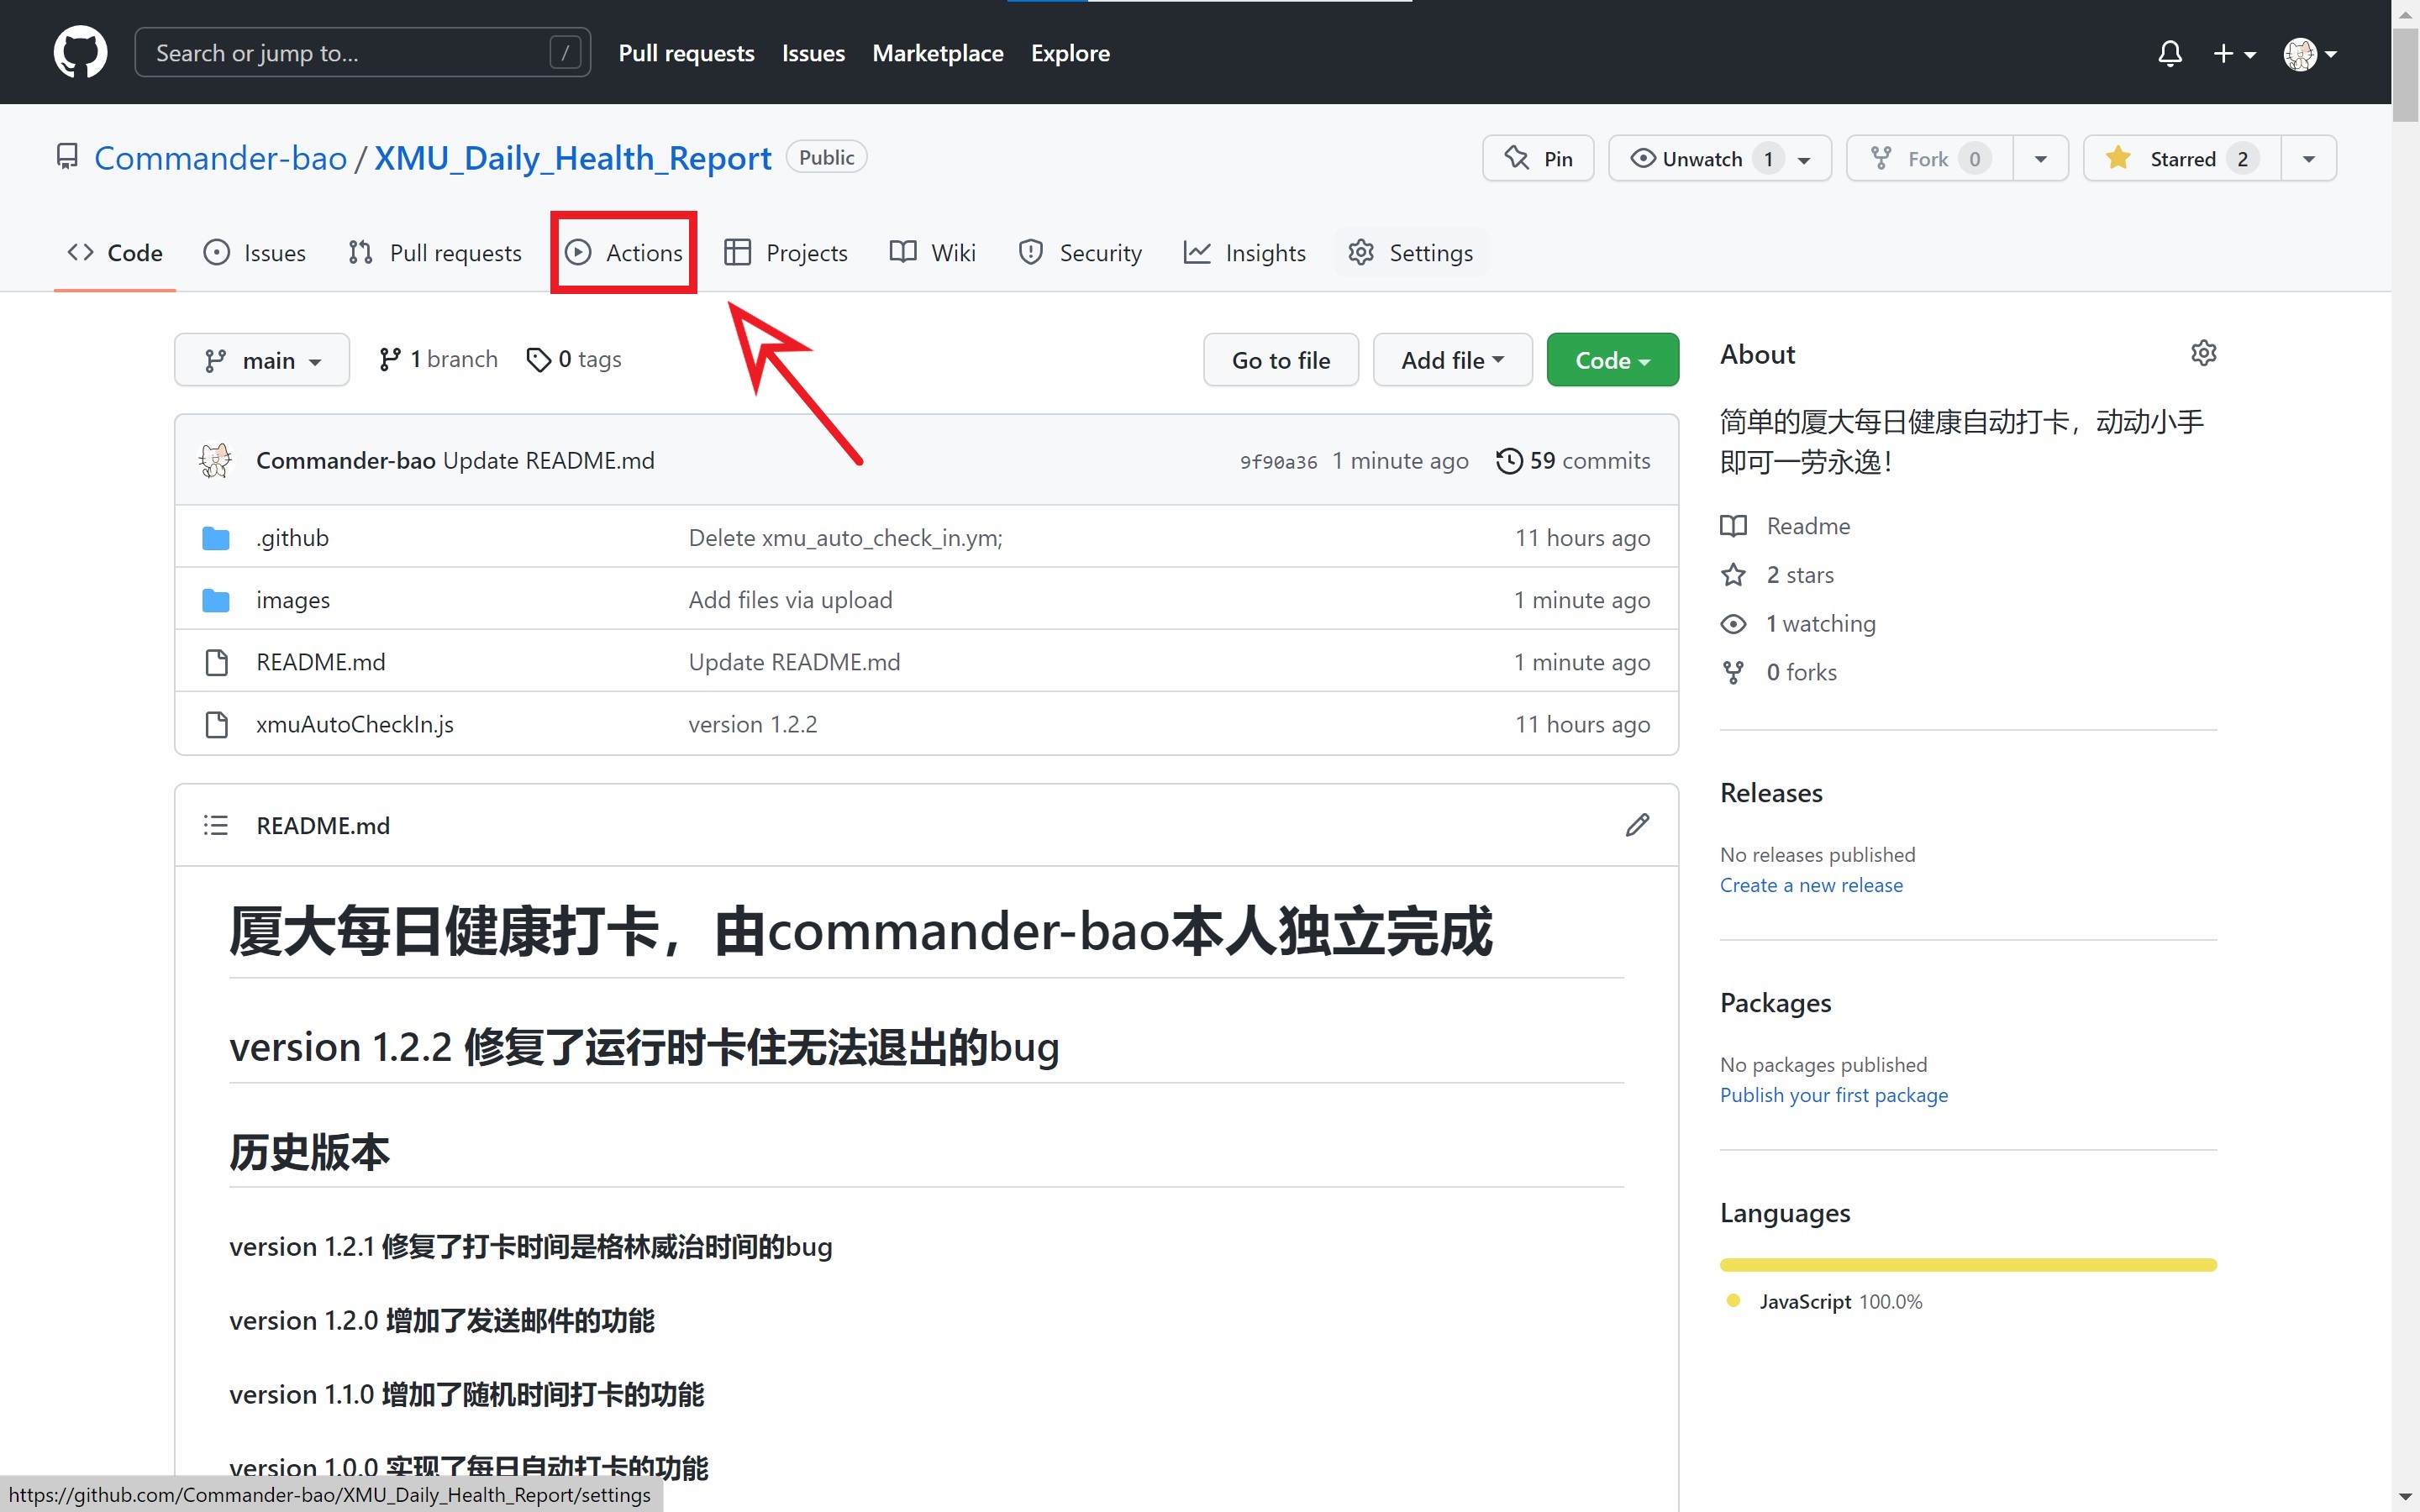 Search or jump to... /
Pull requests Issues Marketplace Explore
Commander-bao / XMU_Daily_Health_Report Public
Pin Unwatch 1 Fork 0 Starred 2
Code Issues Pull requests Actions Projects Wiki Security Insights Settings
main 1 branch 0 tags Go to file Add file Code
Commander-bao Update README.md 9f90a36 1 minute ago 59 commits
.github Delete xmu_auto_check_in.ym; 11 hours ago
images Add files via upload 1 minute ago
README.md Update README.md 1 minute ago
xmuAutoCheckIn.js version 1.2.2 11 hours ago
README.md
厦大每日健康打卡，由commander-bao本人独立完成
version 1.2.2 修复了运行时卡住无法退出的bug
历史版本
version 1.2.1 修复了打卡时间是格林威治时间的bug
version 1.2.0 增加了发送邮件的功能
version 1.1.0 增加了随机时间打卡的功能
version 1.0.0 实现了每日自动打卡的功能
About
简单的厦大每日健康自动打卡，动动小手
即可一劳永逸！
Readme
2 stars
1 watching
0 forks
Releases
No releases published
Create a new release
Packages
No packages published
Publish your first package
Languages
JavaScript 100.0%
https://github.com/Commander-bao/XMU_Daily_Health_Report/settings